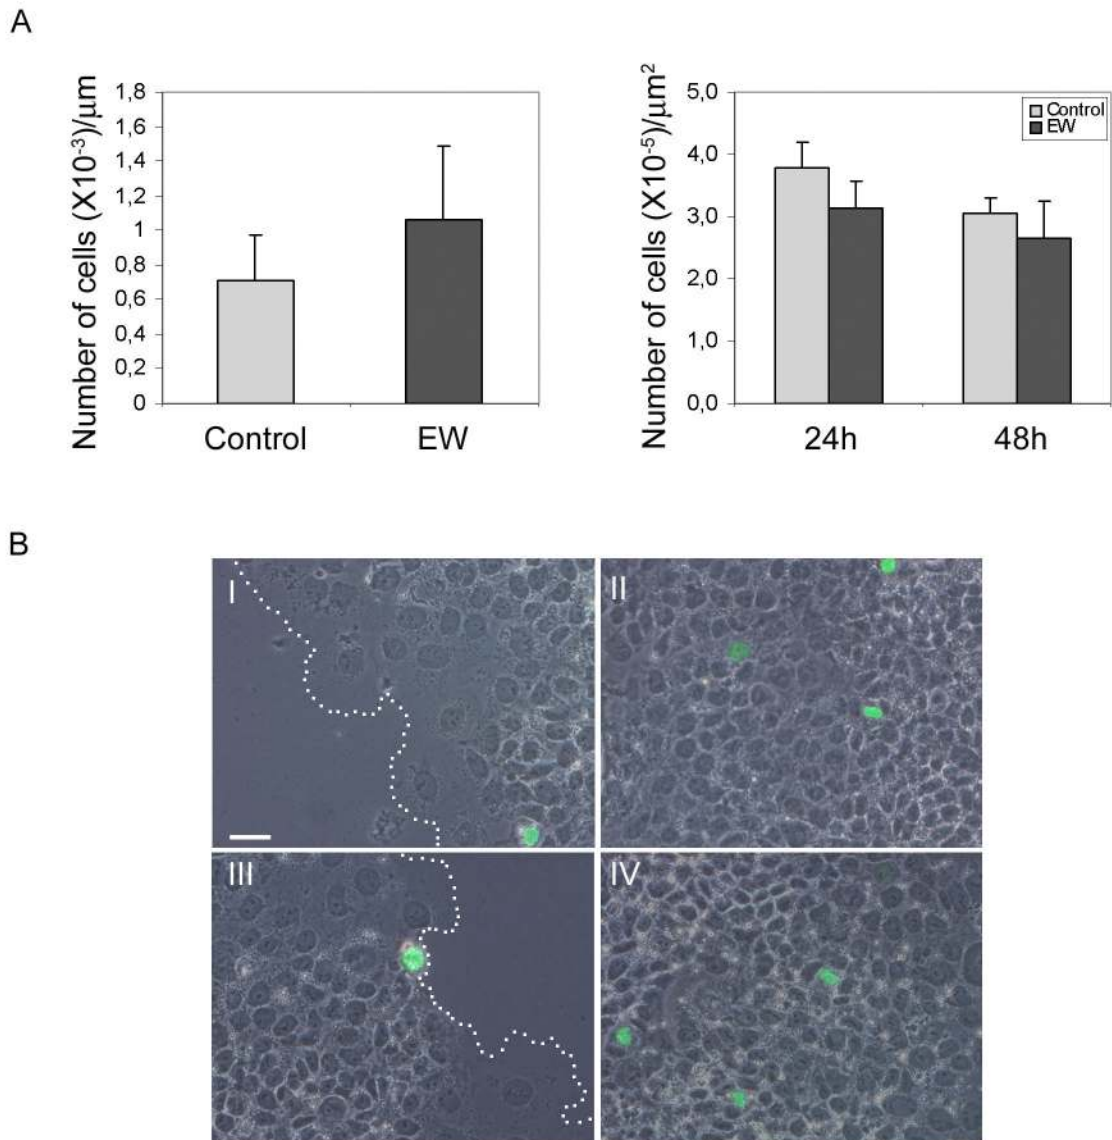 A
Number of cells (X10⁻³)/μm
1,8
1,6
1,4
1,2
1
0,8
0,6
0,4
0,2
0
Control
EW
Number of cells (X10⁻⁵)/μm²
5,0
4,0
3,0
2,0
1,0
0,0
Control
EW
24h
48h
B
I
II
III
IV